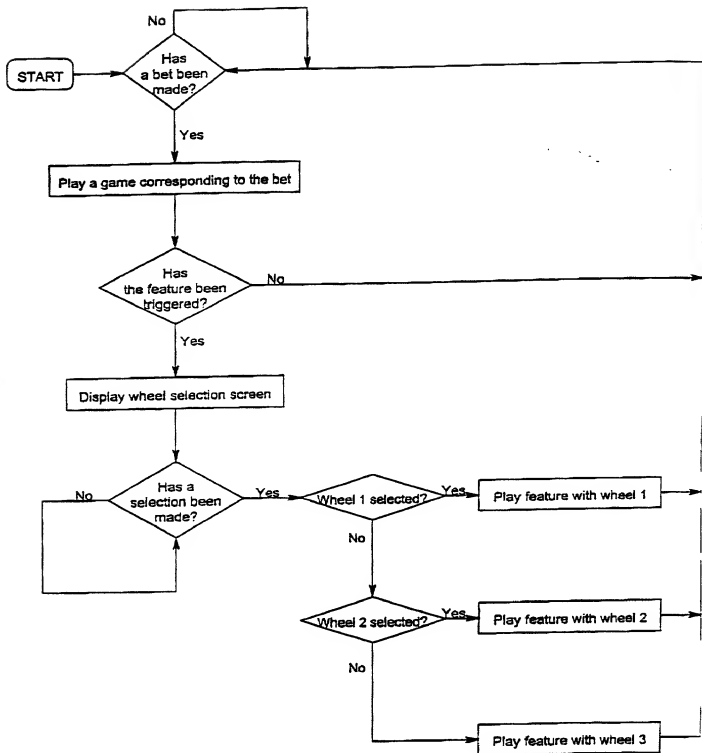 No
Has
a bet been
made?
START
Yes
Play a game corresponding to the bet
Has
the feature been
triggered?
No
Yes
Display wheel selection screen
Has a
selection been
made?
No
Yes
Wheel 1 selected?
Yes
Play feature with wheel 1
No
Wheel 2 selected?
Yes
Play feature with wheel 2
No
Play feature with wheel 3